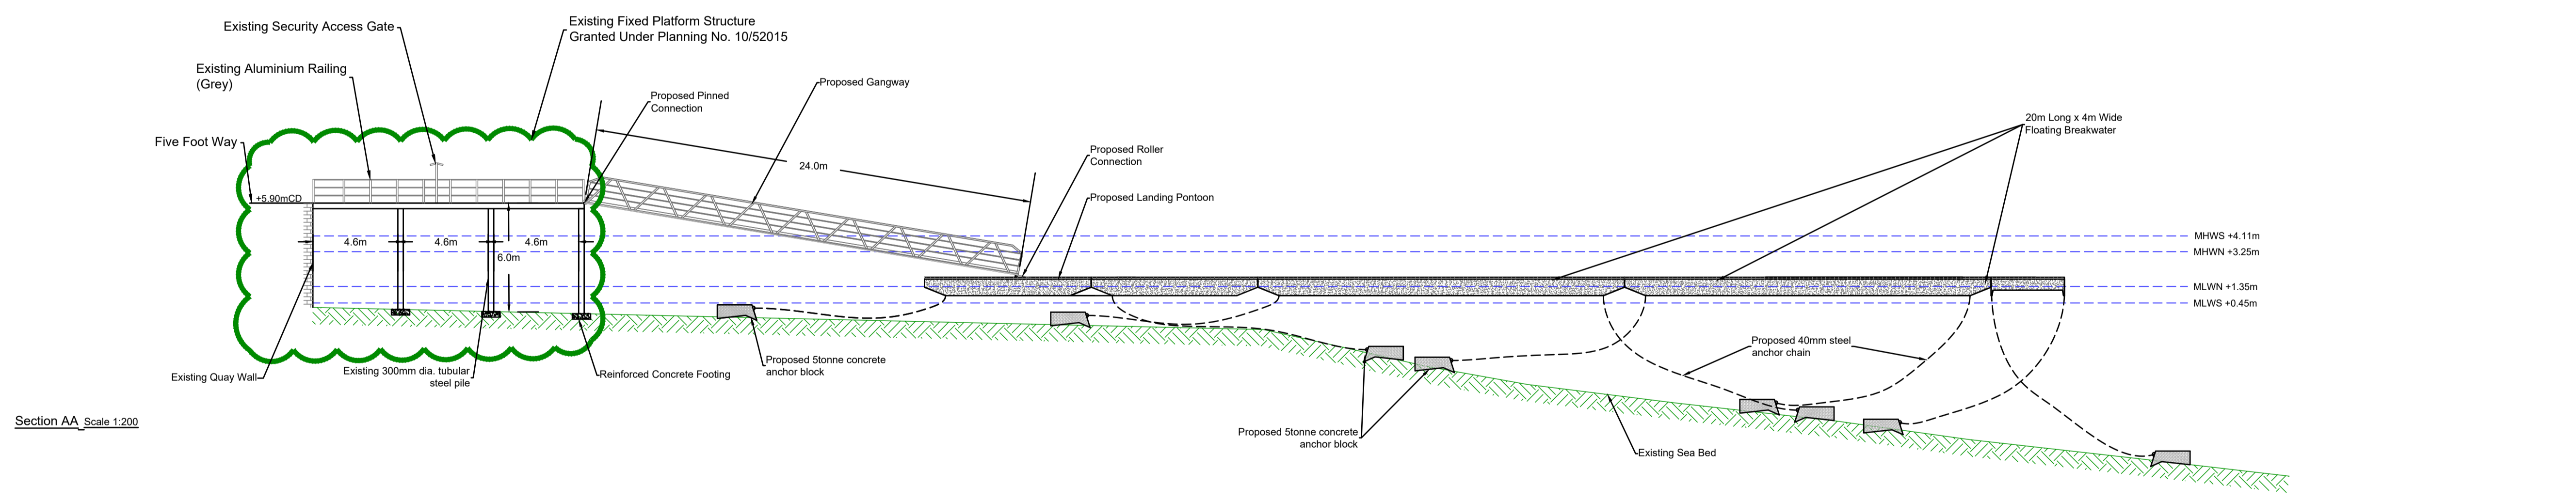 Existing Security Access Gate
Existing Fixed Platform Structure
Granted Under Planning No. 10/52015
Existing Aluminium Railing
(Grey)
Proposed Pinned
Connection
Proposed Gangway
Five Foot Way
+5.90mCD
24.0m
Proposed Roller
Connection
Proposed Landing Pontoon
20m Long x 4m Wide
Floating Breakwater
4.6m
4.6m
4.6m
6.0m
MHWS +4.11m
MHWN +3.25m
MLWN +1.35m
MLWS +0.45m
Existing Quay Wall
Existing 300mm dia. tubular
steel pile
Reinforced Concrete Footing
Proposed 5tonne concrete
anchor block
Proposed 40mm steel
anchor chain
Proposed 5tonne concrete
anchor block
Existing Sea Bed
Section AA Scale 1:200